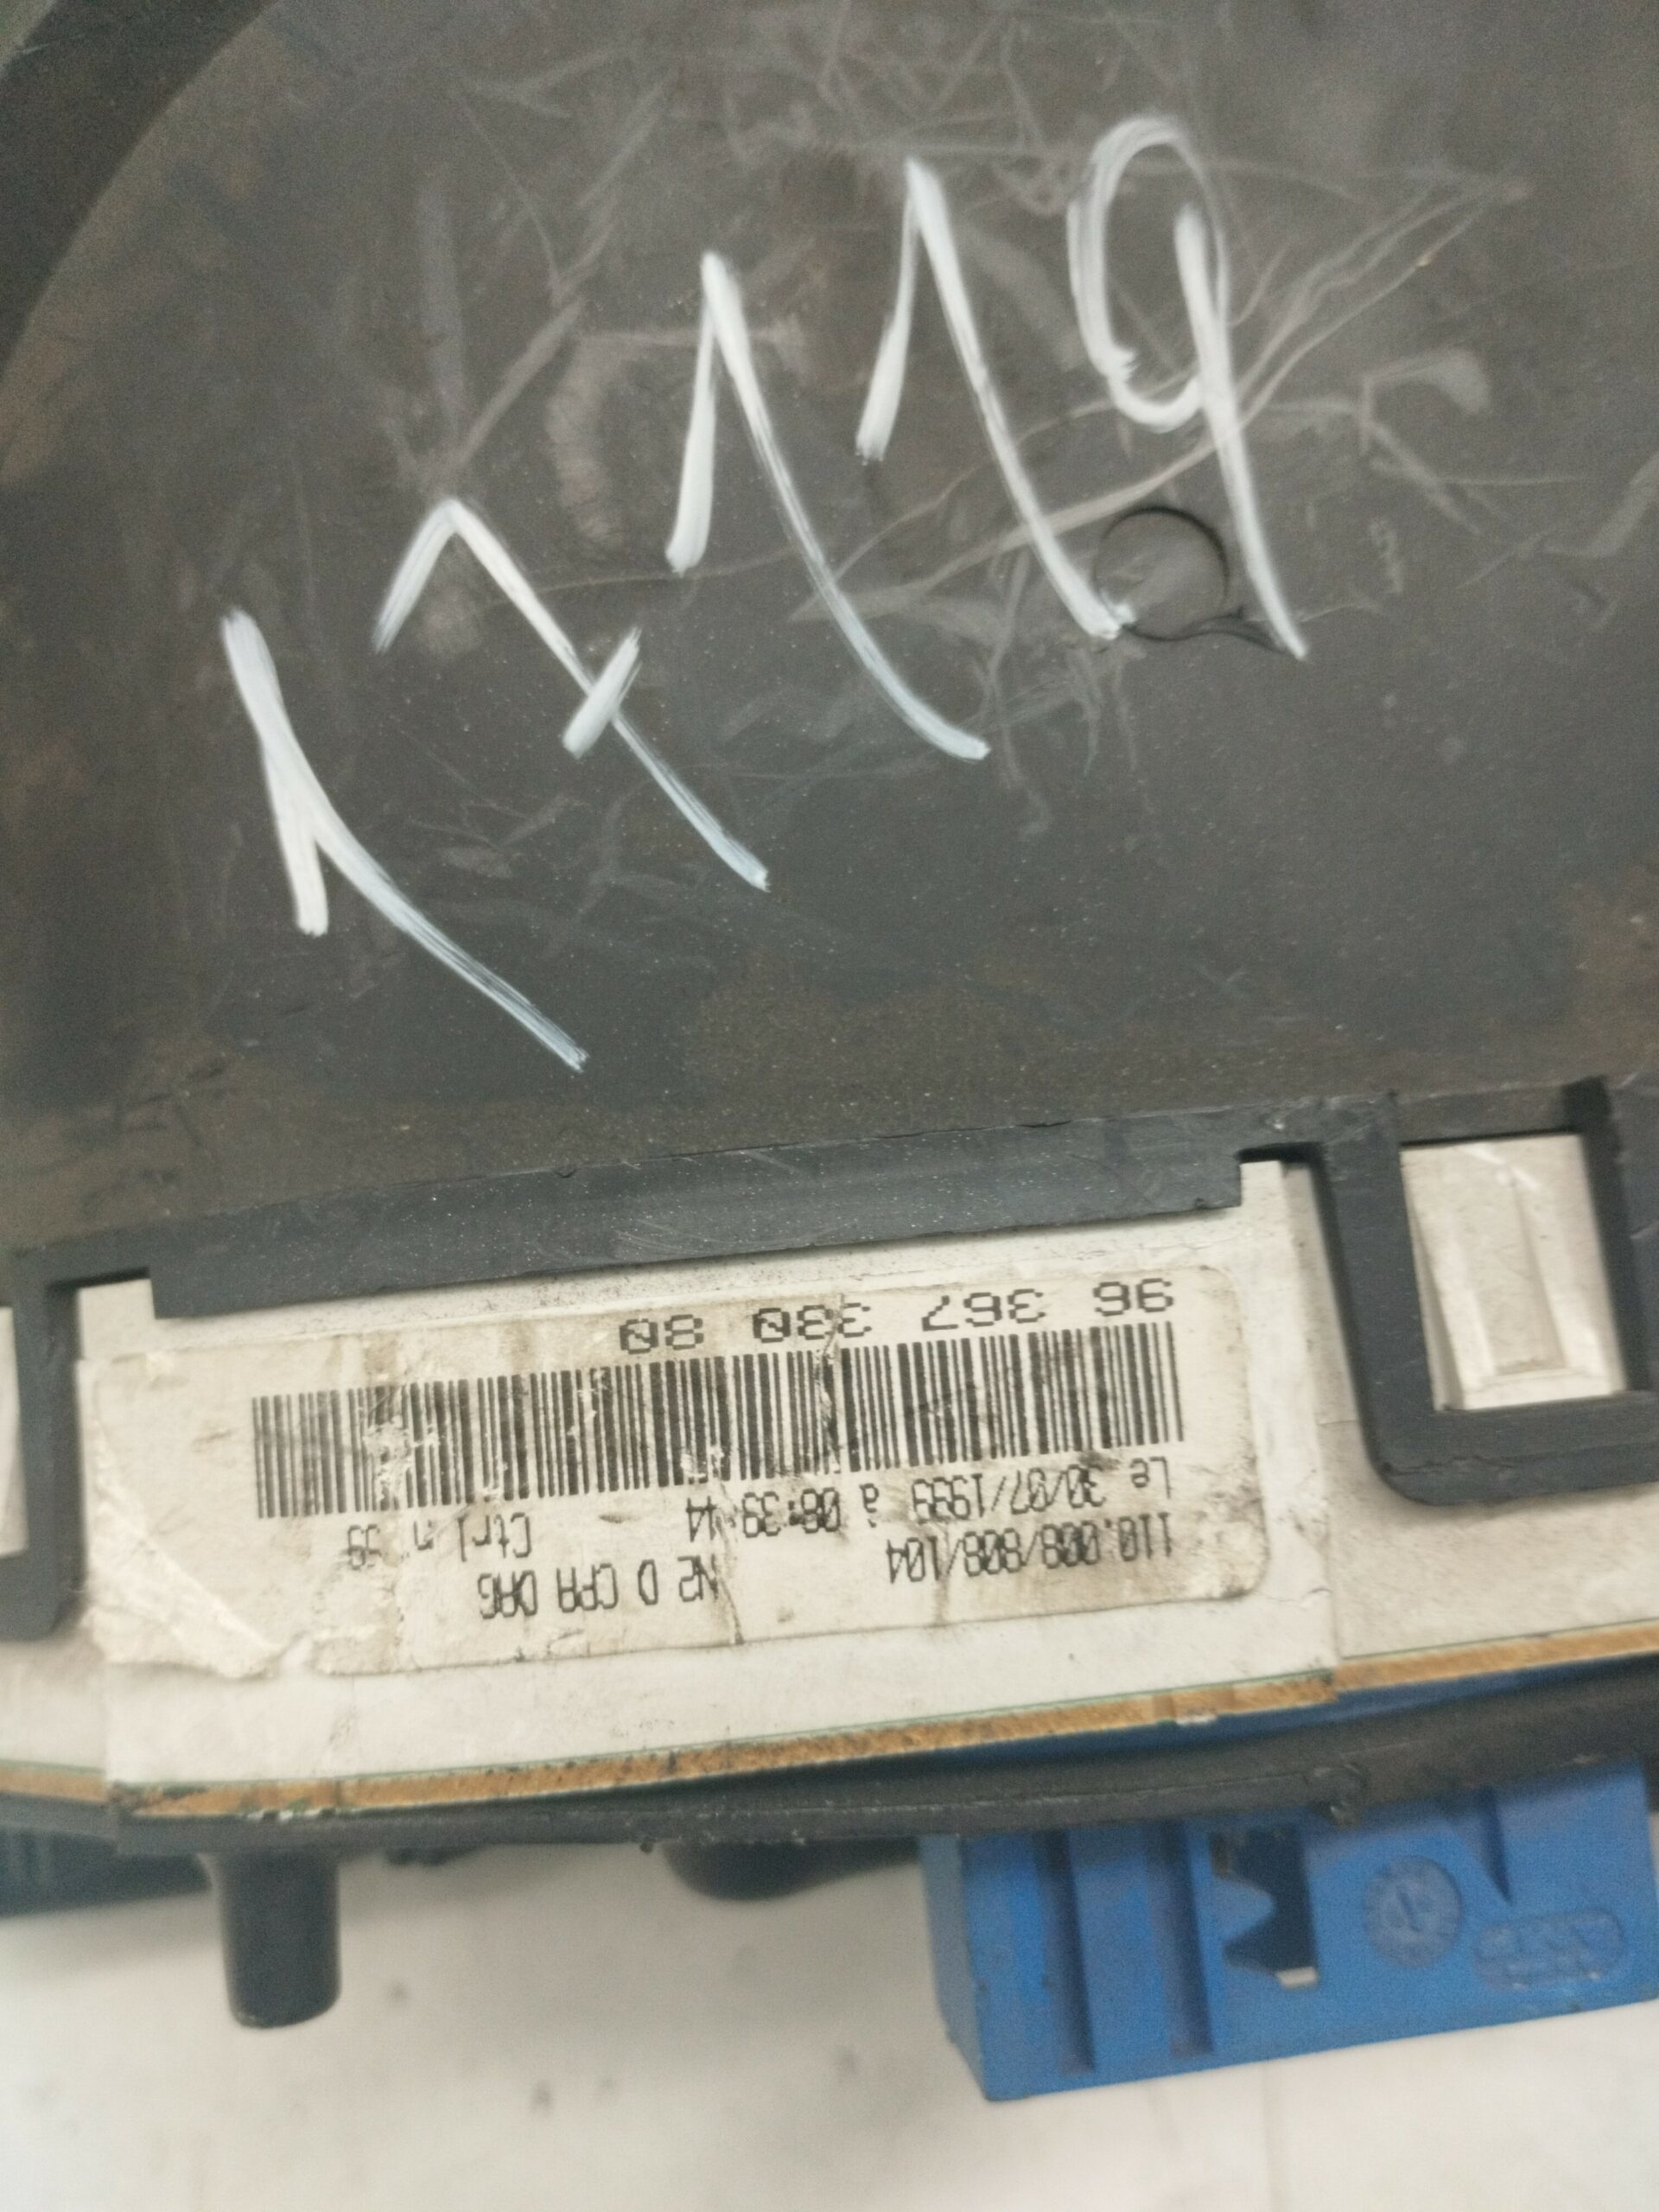 17119
96 367 380 80
Le 30/07/1999 à 08:39:44 Ctrl n° 39
110.008/808/104 N2 D CPA DAG